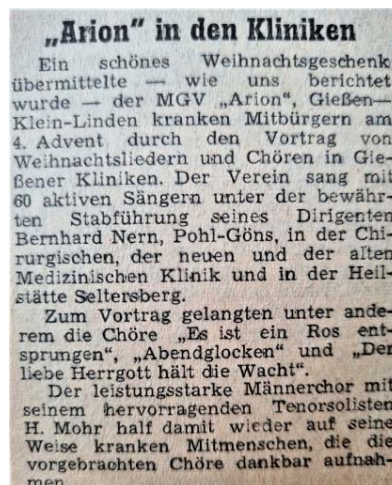 „Arion" in den Kliniken
Ein schönes Weihnachtsgeschenk
übermittelte — wie uns berichtet
wurde — der MGV „Arion", Gießen—
Klein-Linden kranken Mitbürgern am
4. Advent durch den Vortrag von
Weihnachtsliedern und Chören in Gie-
ßener Kliniken. Der Verein sang mit
60 aktiven Sängern unter der bewähr-
ten Stabführung seines Dirigenten
Bernhard Nern, Pohl-Göns, in der Chi-
rurgischen, der neuen und der alten
Medizinischen Klinik und in der Heil-
stätte Seltersberg.
Zum Vortrag gelangten unter ande-
rem die Chöre „Es ist ein Ros ent-
sprungen", „Abendglocken" und „Der
liebe Herrgott hält die Wacht".
Der leistungsstarke Männerchor mit
seinem hervorragenden Tenorsolisten
H. Mohr half damit wieder auf seine
Weise kranken Mitmenschen, die die
vorgebrachten Chöre dankbar aufnah-
men.